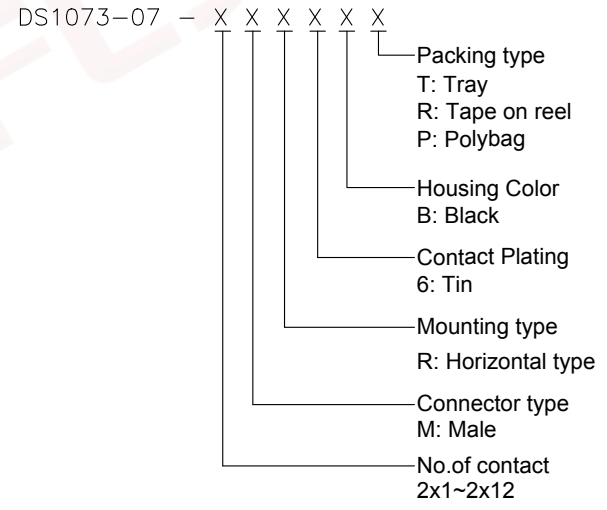 DS1073-07 - X X X X X X
Packing type
T: Tray
R: Tape on reel
P: Polybag
Housing Color
B: Black
Contact Plating
6: Tin
Mounting type
R: Horizontal type
Connector type
M: Male
No.of contact
2x1~2x12